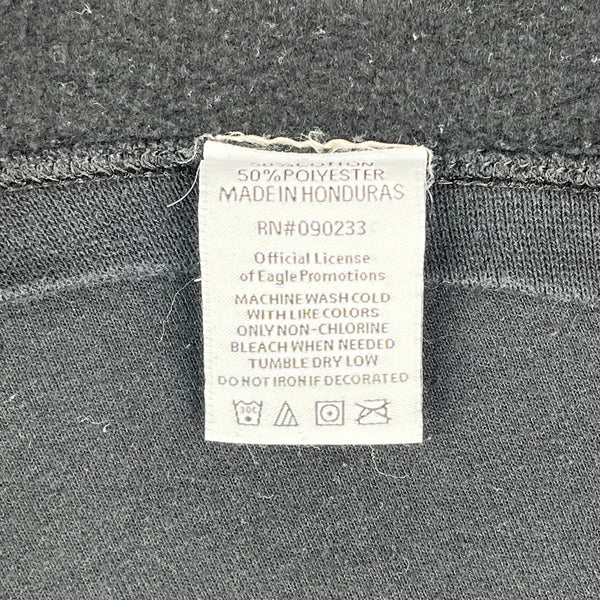 50% COTTON
50% POLYESTER
MADE IN HONDURAS
RN#090233
Official License
of Eagle Promotions
MACHINE WASH COLD
WITH LIKE COLORS
ONLY NON-CHLORINE
BLEACH WHEN NEEDED
TUMBLE DRY LOW
DO NOT IRON IF DECORATED
30C